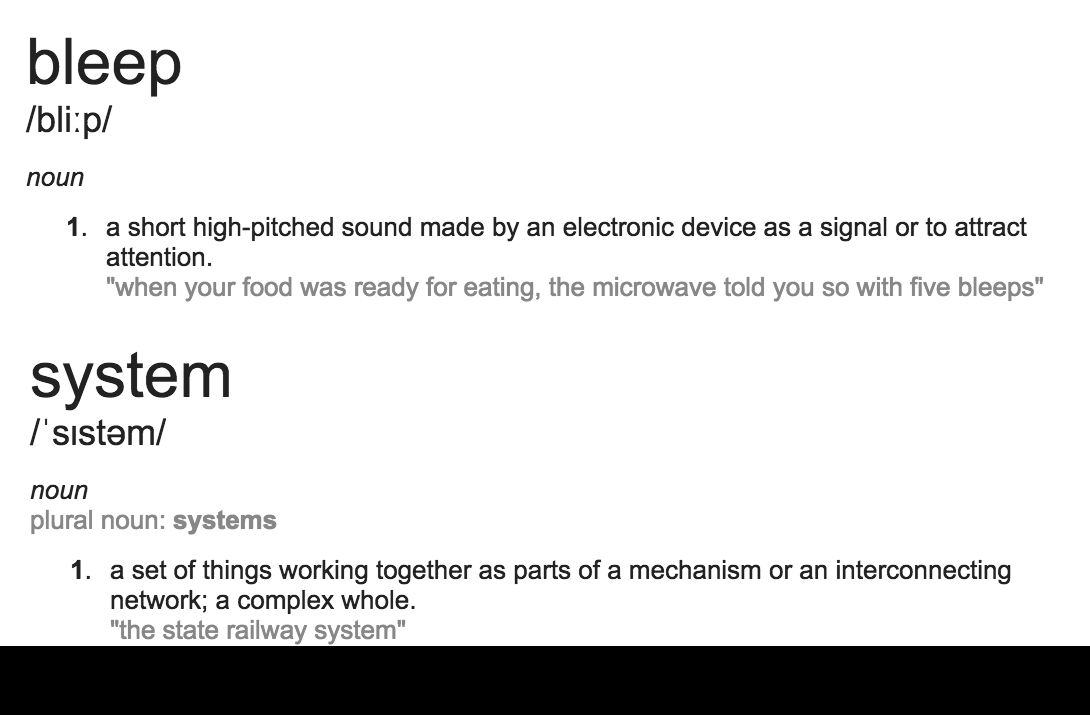 bleep
/bliːp/
noun
1. a short high-pitched sound made by an electronic device as a signal or to attract
attention.
"when your food was ready for eating, the microwave told you so with five bleeps"
system
/ˈsɪstəm/
noun
plural noun: systems
1. a set of things working together as parts of a mechanism or an interconnecting
network; a complex whole.
"the state railway system"